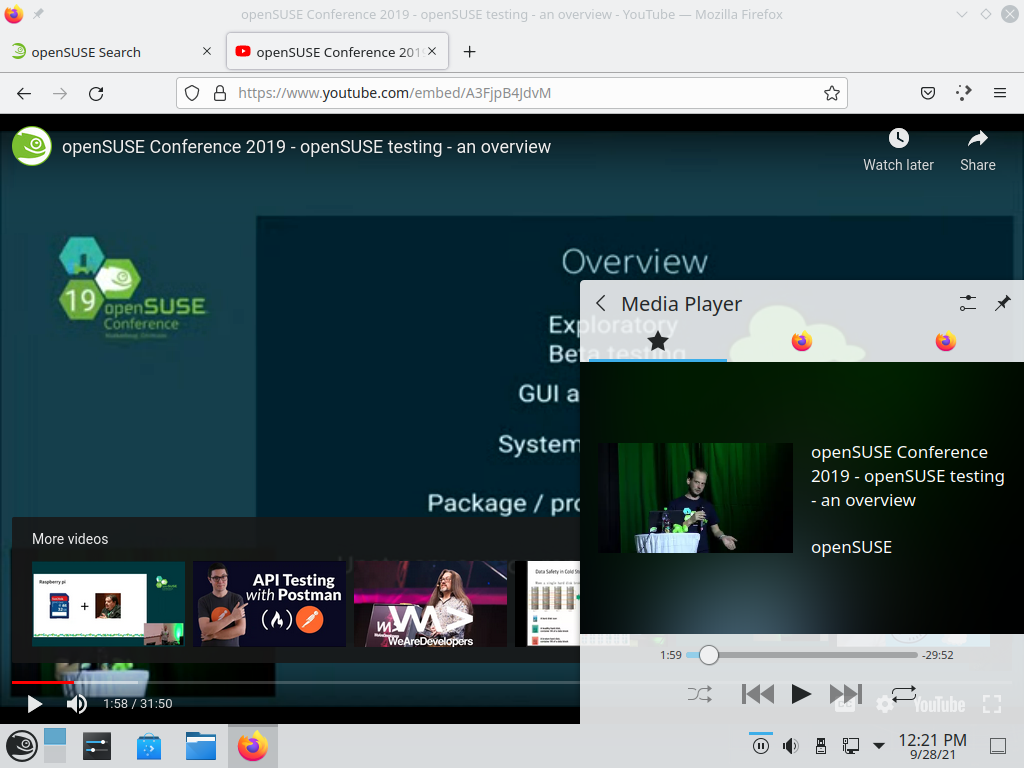 openSUSE Conference 2019 - openSUSE testing - an overview - YouTube — Mozilla Firefox
openSUSE Search
openSUSE Conference 2019
https://www.youtube.com/embed/A3FjpB4JdvM
openSUSE Conference 2019 - openSUSE testing - an overview
Watch later
Share
19
openSUSE
Conference
Overview
Exploratory
Beta testing
GUI a
System
Package / pro
Media Player
openSUSE Conference
2019 - openSUSE testing
- an overview
openSUSE
More videos
Raspberry pi
+
API Testing
with Postman
WeAreDevelopers
Data Safety in Cold St
1:59
-29:52
1:58 / 31:50
YouTube
12:21 PM
9/28/21